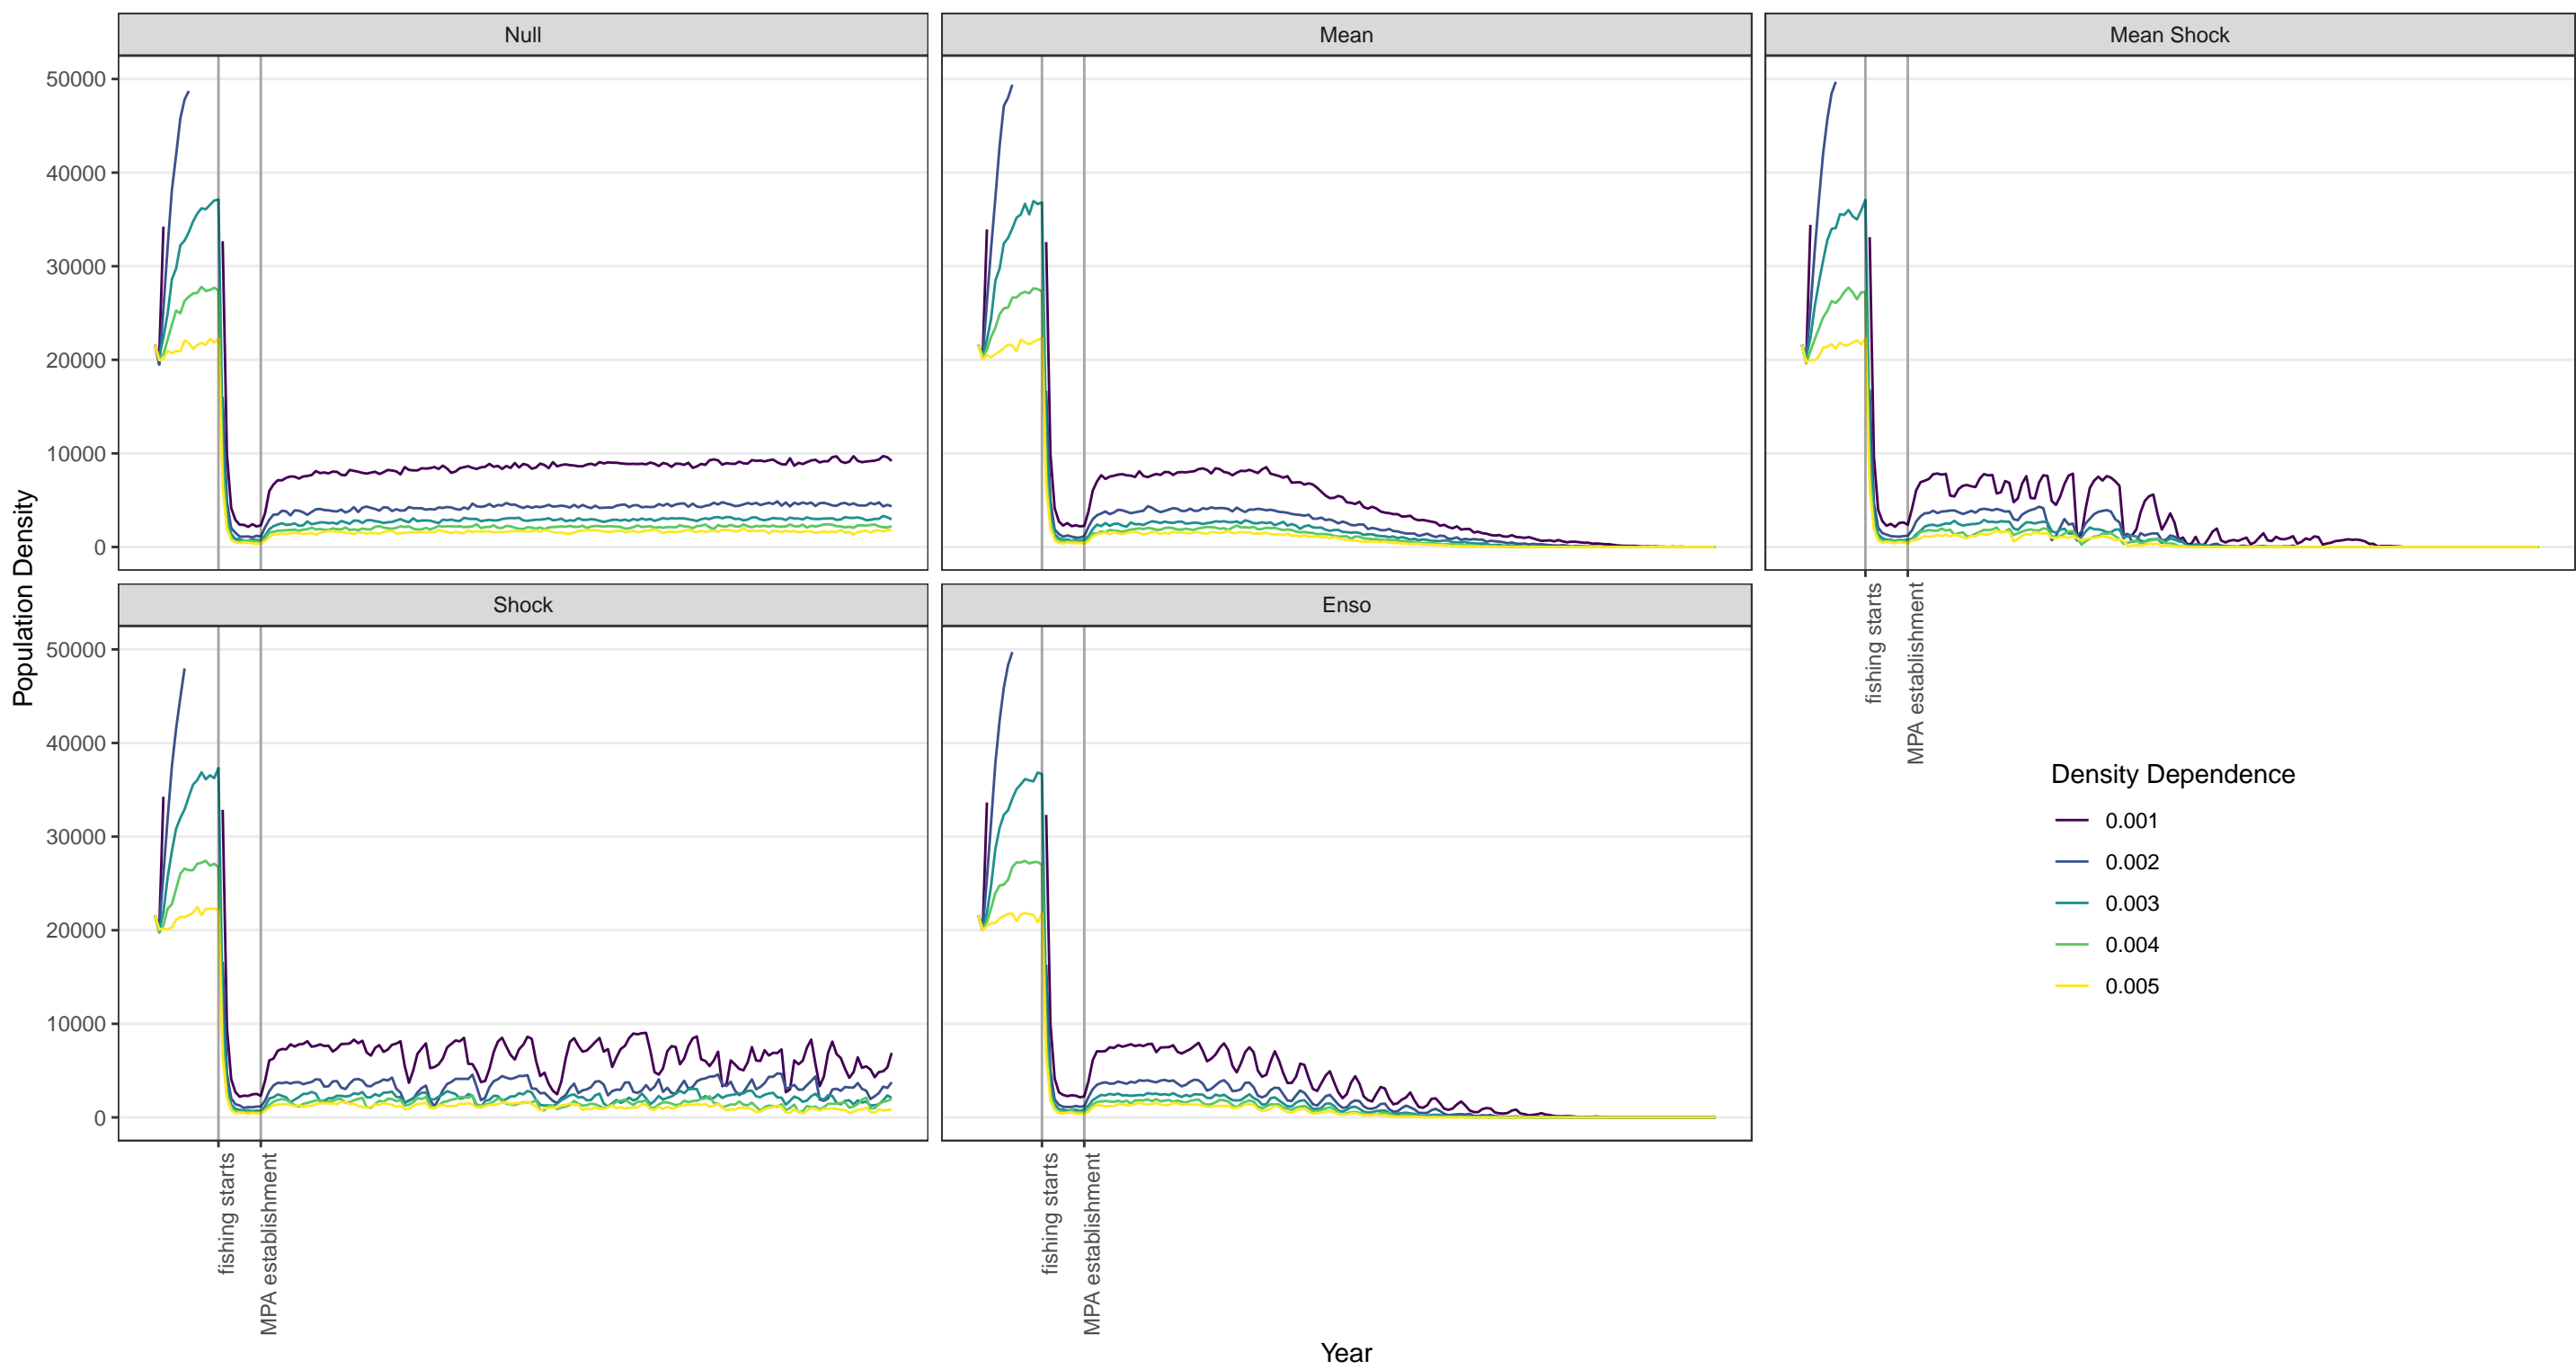 Null
Mean
Mean Shock
50000
40000
30000
20000
10000
0
Population Density
fishing starts
MPA establishment
Shock
Enso
50000
40000
30000
20000
10000
0
fishing starts
MPA establishment
fishing starts
MPA establishment
Density Dependence
0.001
0.002
0.003
0.004
0.005
Year